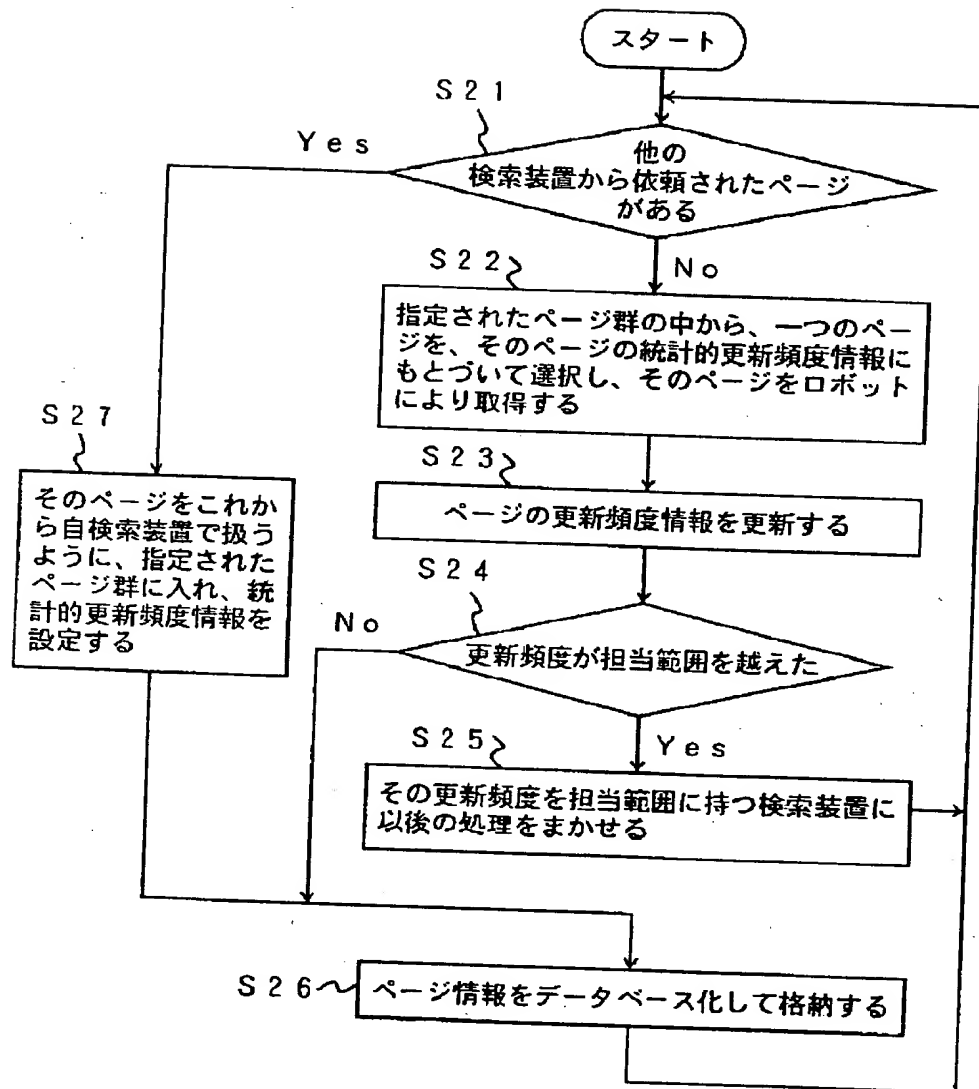 スタート
S21
Yes
他の
検索装置から依頼されたページ
がある
S22
No
指定されたページ群の中から、一つのペー
ジを、そのページの統計的更新頻度情報に
もとづいて選択し、そのページをロボット
により取得する
S27
S23
そのページをこれか
ら自検索装置で扱う
ように、指定された
ページ群に入れ、統
計的更新頻度情報を
設定する
ページの更新頻度情報を更新する
S24
No
更新頻度が担当範囲を越えた
S25
Yes
その更新頻度を担当範囲に持つ検索装置に
以後の処理をまかせる
S26
ページ情報をデータベース化して格納する